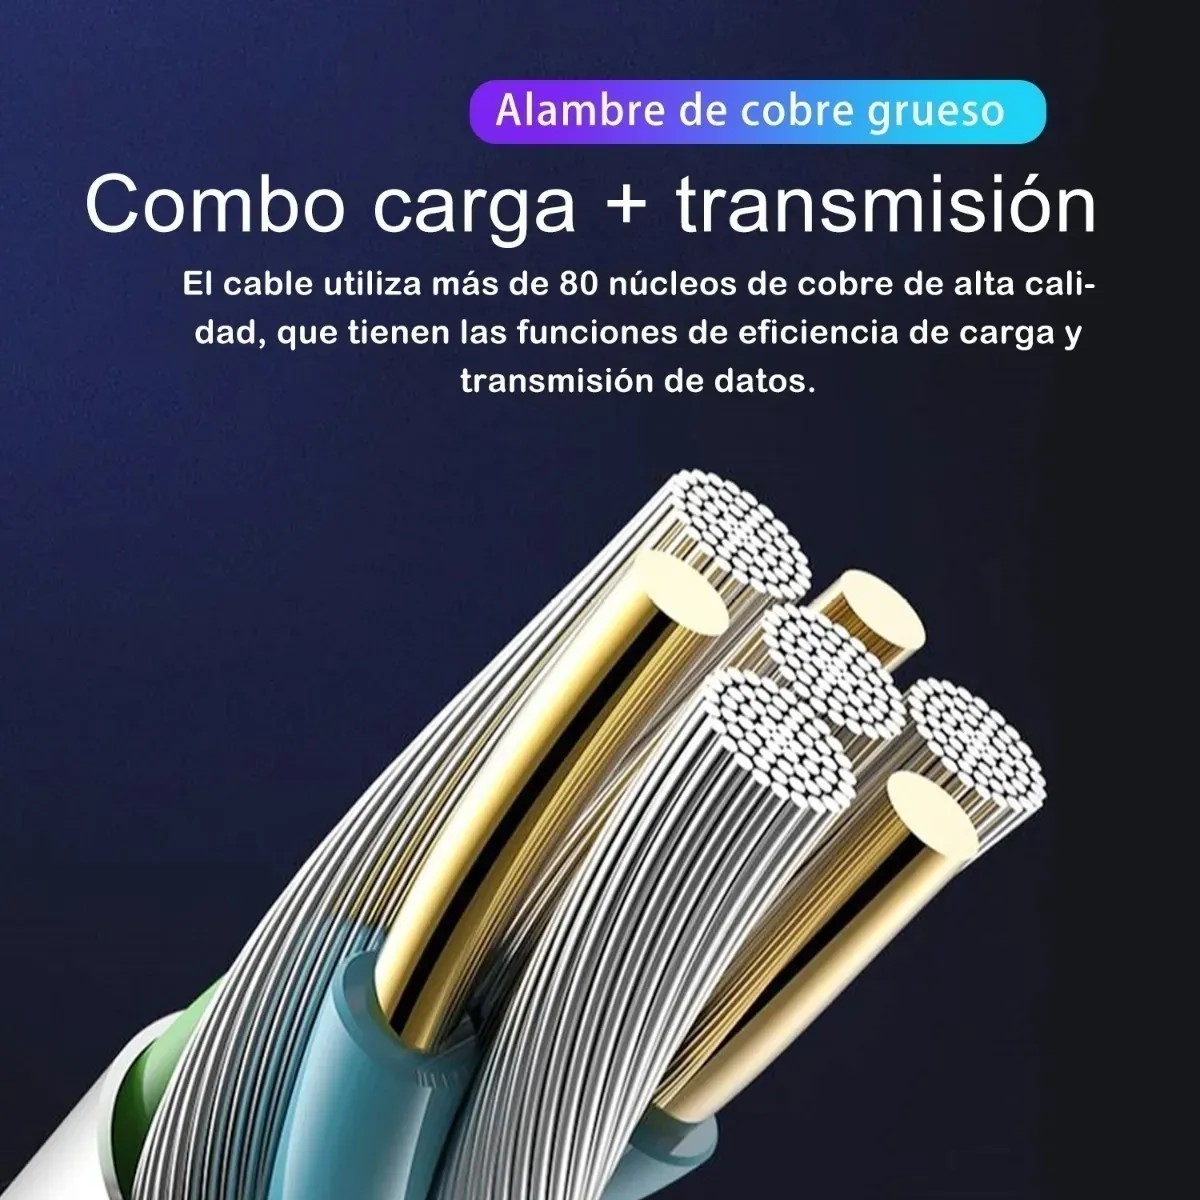 Alambre de cobre grueso
Combo carga + transmisión
El cable utiliza más de 80 núcleos de cobre de alta cali-
dad, que tienen las funciones de eficiencia de carga y
transmisión de datos.